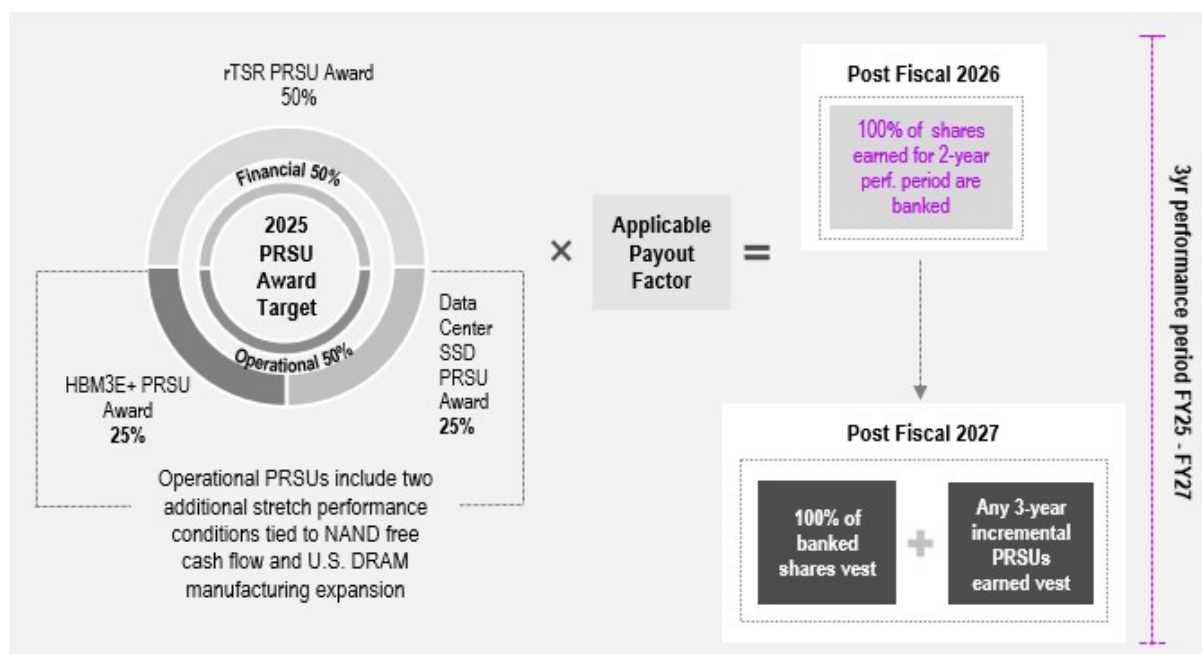 rTSR PRSU Award
50%
Financial 50%
2025
PRSU
Award
Target
Operational 50%
HBM3E+ PRSU
Award
25%
Data
Center
SSD
PRSU
Award
25%
Operational PRSUs include two
additional stretch performance
conditions tied to NAND free
cash flow and U.S. DRAM
manufacturing expansion
×
Applicable
Payout
Factor
=
Post Fiscal 2026
100% of shares
earned for 2-year
perf. period are
banked
Post Fiscal 2027
100% of
banked
shares vest
+
Any 3-year
incremental
PRSUs
earned vest
3yr performance period FY25 - FY27